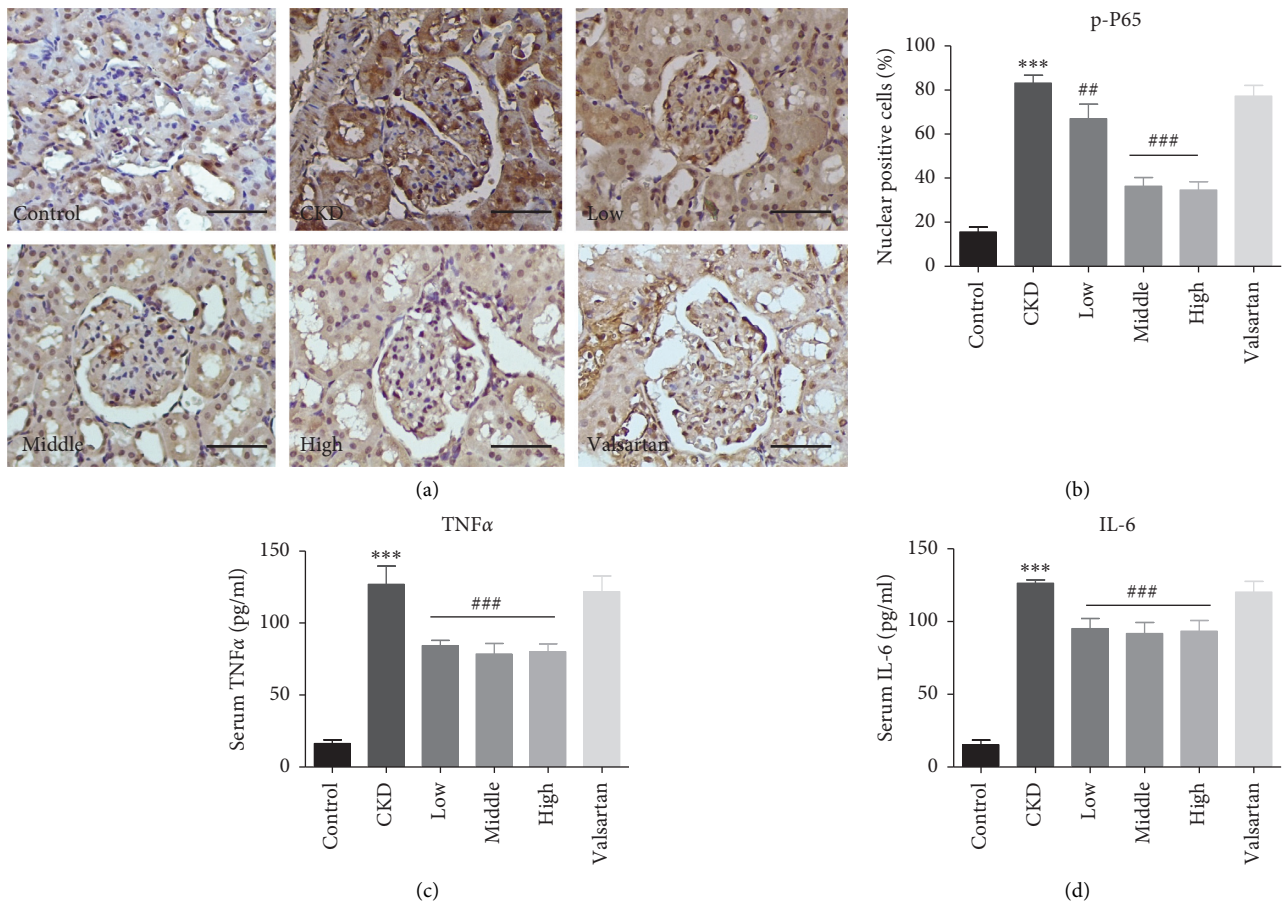 Control
CKD
Low
Middle
High
Valsartan
(a)
p-P65
Nuclear positive cells (%)
100
80
60
40
20
0
***
##
###
Control
CKD
Low
Middle
High
Valsartan
(b)
TNFα
Serum TNFα (pg/ml)
150
100
50
0
***
###
Control
CKD
Low
Middle
High
Valsartan
(c)
IL-6
Serum IL-6 (pg/ml)
150
100
50
0
***
###
Control
CKD
Low
Middle
High
Valsartan
(d)